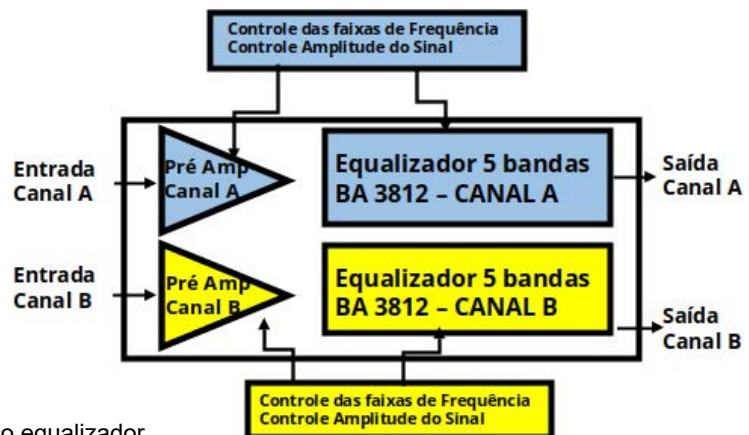 Controle das faixas de Frequência
Controle Amplitude do Sinal
Entrada
Canal A
Pré Amp
Canal A
Equalizador 5 bandas
BA 3812 – CANAL A
Saída
Canal A
Entrada
Canal B
Pré Amp
Canal B
Equalizador 5 bandas
BA 3812 – CANAL B
Saída
Canal B
Controle das faixas de Frequência
Controle Amplitude do Sinal
o equalizador